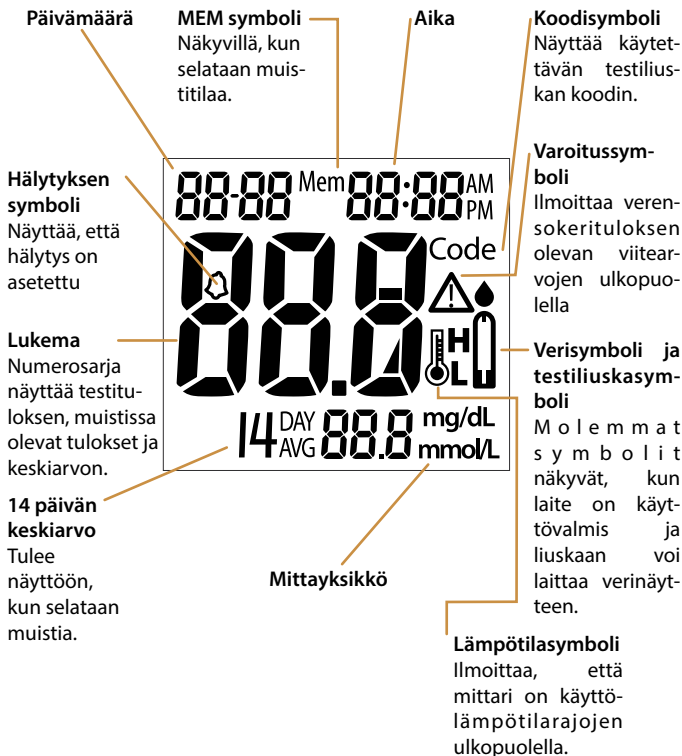 Päivämäärä
MEM symboli
Näkyvillä, kun
selataan muis-
titilaa.
Aika
Koodisymboli
Näyttää käytet-
tävän testilius-
kan koodin.
Hälytyksen
symboli
Näyttää, että
hälytys on
asetettu
Lukema
Numerosarja
näyttää testitu-
loksen, muistissa
olevat tulokset ja
keskiarvon.
14 päivän
keskiarvo
Tulee
näyttöön,
kun selataan
muistia.
88-88 Mem 88:88 AM
PM
Code
88.8
H
L
14 DAY
AVG 88.8 mg/dL
mmol/L
Mittayksikkö
Varoitussym-
boli
Ilmoittaa veren-
sokerituloksen
olevan viitear-
vojen ulkopuo-
lella
Verisymboli ja
testiliuskasym-
boli
Molemmat
symbolit
näkyvät, kun
laite on käyt-
tövalmis ja
liuskaan voi
laittaa verinäyt-
teen.
Lämpötilasymboli
Ilmoittaa, että
mittari on käyttö-
lämpötilarajojen
ulkopuolella.